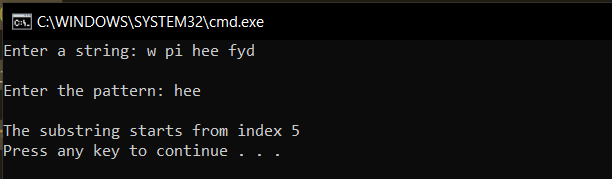 C:\WINDOWS\SYSTEM32\cmd.exe
Enter a string: w pi hee fyd
Enter the pattern: hee
The substring starts from index 5
Press any key to continue . . .